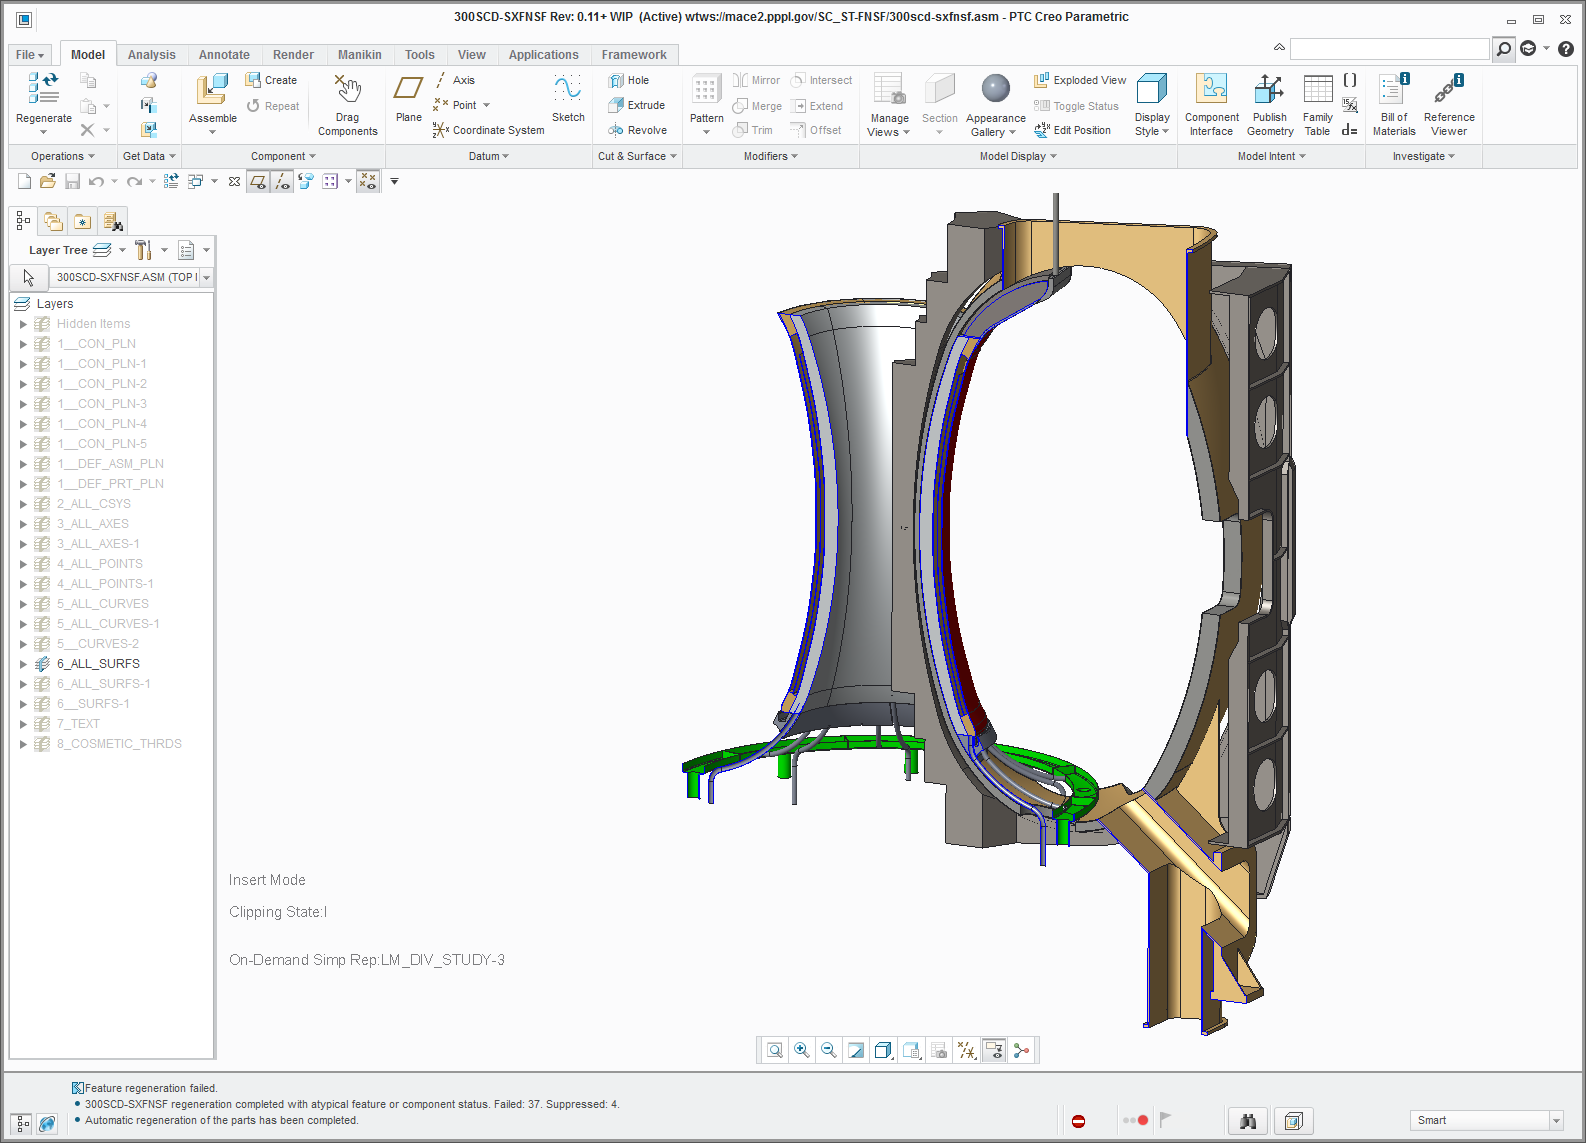 300SCD-SXFNSF Rev: 0.11+ WIP (Active) wtws://mace2.pppl.gov/SC_ST-FNSF/300scd-sxfnsf.asm - PTC Creo Parametric
File Model Analysis Annotate Render Manikin Tools View Applications Framework
Regenerate
Operations
Get Data
Assemble
Create
Repeat
Drag
Components
Component
Plane
Axis
Point
Coordinate System
Sketch
Datum
Hole
Extrude
Revolve
Cut & Surface
Pattern
Mirror
Merge
Trim
Intersect
Extend
Offset
Modifiers
Manage
Views
Section
Appearance
Gallery
Exploded View
Toggle Status
Edit Position
Display
Style
Model Display
Component
Interface
Publish
Geometry
Family
Table
d=
Model Intent
Bill of
Materials
Reference
Viewer
Investigate
Layer Tree
300SCD-SXFNSF.ASM (TOP
Layers
Hidden Items
1__CON_PLN
1__CON_PLN-1
1__CON_PLN-2
1__CON_PLN-3
1__CON_PLN-4
1__CON_PLN-5
1__DEF_ASM_PLN
1__DEF_PRT_PLN
2_ALL_CSYS
3_ALL_AXES
3_ALL_AXES-1
4_ALL_POINTS
4_ALL_POINTS-1
5_ALL_CURVES
5_ALL_CURVES-1
5__CURVES-2
6_ALL_SURFS
6_ALL_SURFS-1
6__SURFS-1
7_TEXT
8_COSMETIC_THRDS
Insert Mode
Clipping State:I
On-Demand Simp Rep:LM_DIV_STUDY-3
Feature regeneration failed.
• 300SCD-SXFNSF regeneration completed with atypical feature or component status. Failed: 37. Suppressed: 4.
• Automatic regeneration of the parts has been completed.
Smart